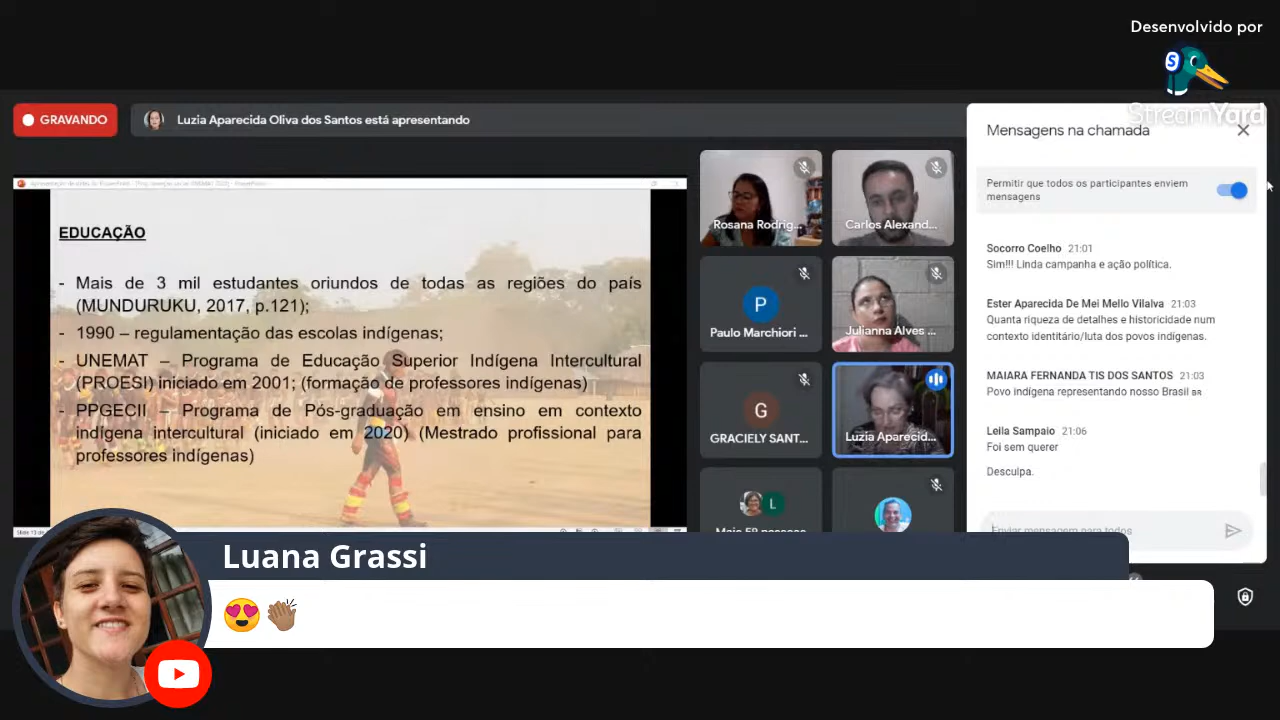 Desenvolvido por
StreamYard
GRAVANDO
Luzia Aparecida Oliva dos Santos está apresentando
EDUCAÇÃO
- Mais de 3 mil estudantes oriundos de todas as regiões do país
(MUNDURUKU, 2017, p.121);
- 1990 – regulamentação das escolas indígenas;
- UNEMAT – Programa de Educação Superior Indígena Intercultural
(PROESI) iniciado em 2001; (formação de professores indígenas)
- PPGECII – Programa de Pós-graduação em ensino em contexto
indígena intercultural (iniciado em 2020) (Mestrado profissional para
professores indígenas)
Rosana Rodrig...
Carlos Alexand...
P
Paulo Marchiori ...
Julianna Alves ...
G
GRACIELY SANT...
Luzia Aparecid...
L
Mensagens na chamada
Permitir que todos os participantes enviem
mensagens
Socorro Coelho 21:01
Sim!!! Linda campanha e ação política.
Ester Aparecida De Mei Mello Vilalva 21:03
Quanta riqueza de detalhes e historicidade num
contexto identitário/luta dos povos indígenas.
MAIARA FERNANDA TIS DOS SANTOS 21:03
Povo indígena representando nosso Brasil BR
Leila Sampaio 21:06
Foi sem querer
Desculpa.
Enviar mensagem para todos
Luana Grassi
😍👏🏽